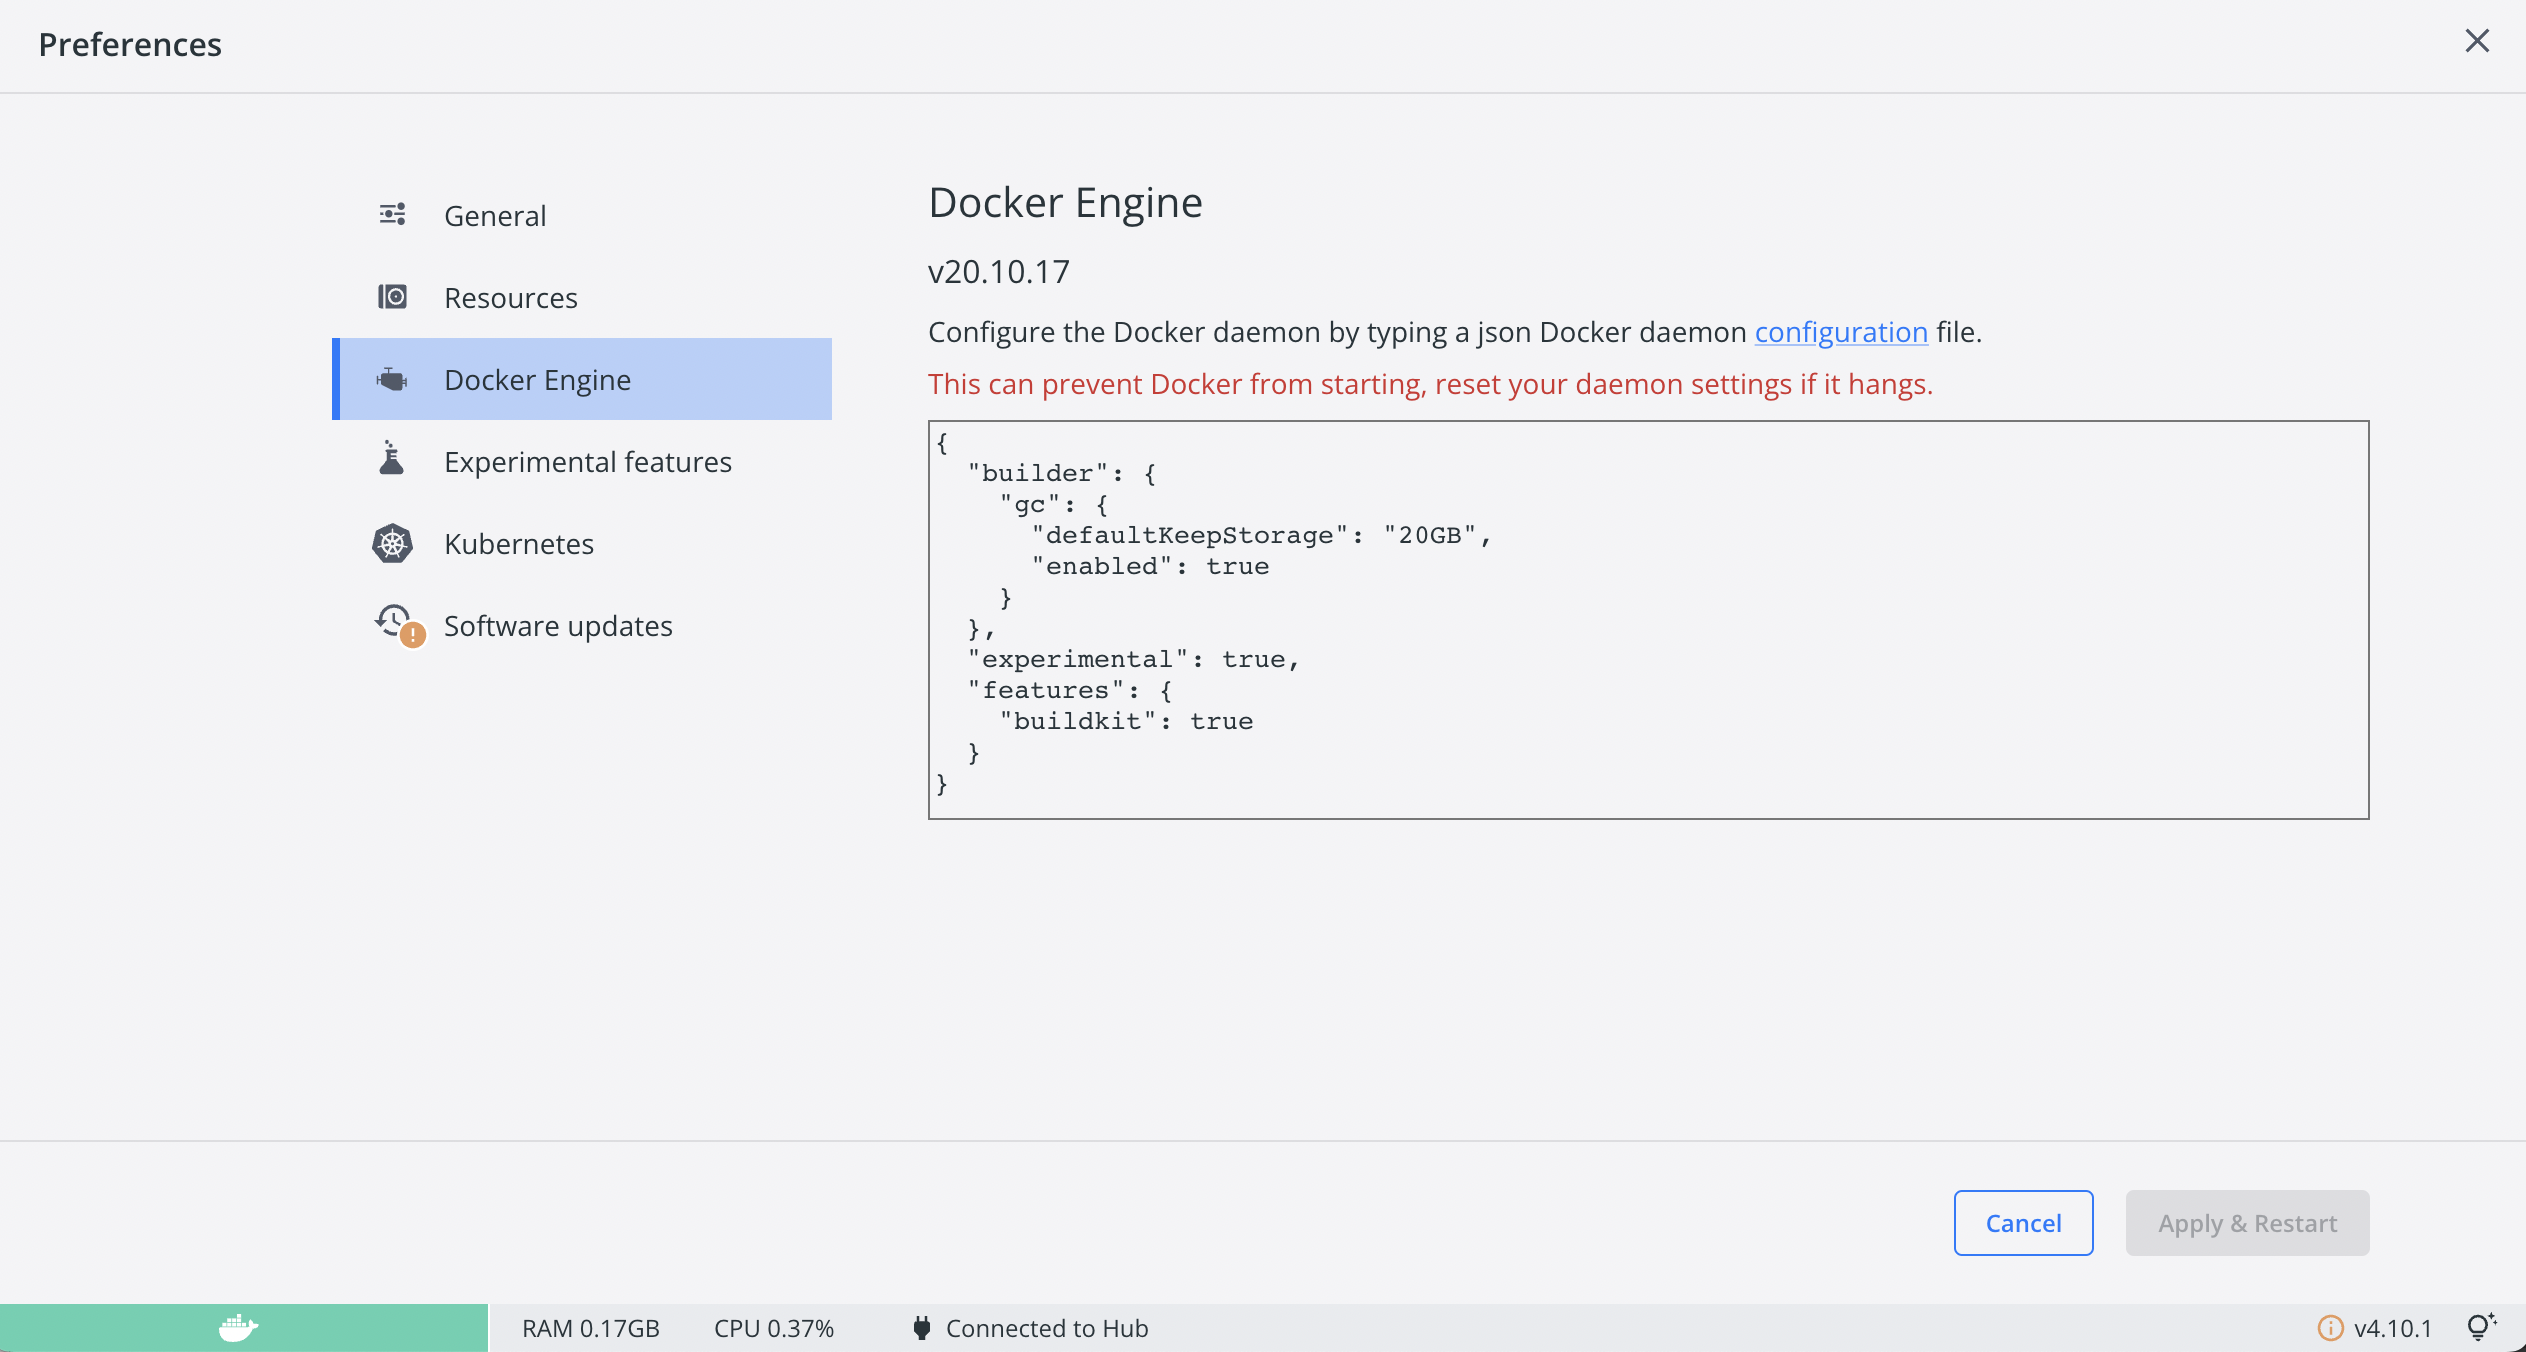 Preferences
General
Resources
Docker Engine
Experimental features
Kubernetes
Software updates
Docker Engine
v20.10.17
Configure the Docker daemon by typing a json Docker daemon configuration file.
This can prevent Docker from starting, reset your daemon settings if it hangs.
{
  "builder": {
    "gc": {
      "defaultKeepStorage": "20GB",
      "enabled": true
    }
  },
  "experimental": true,
  "features": {
    "buildkit": true
  }
}
Cancel
Apply & Restart
RAM 0.17GB CPU 0.37% Connected to Hub v4.10.1